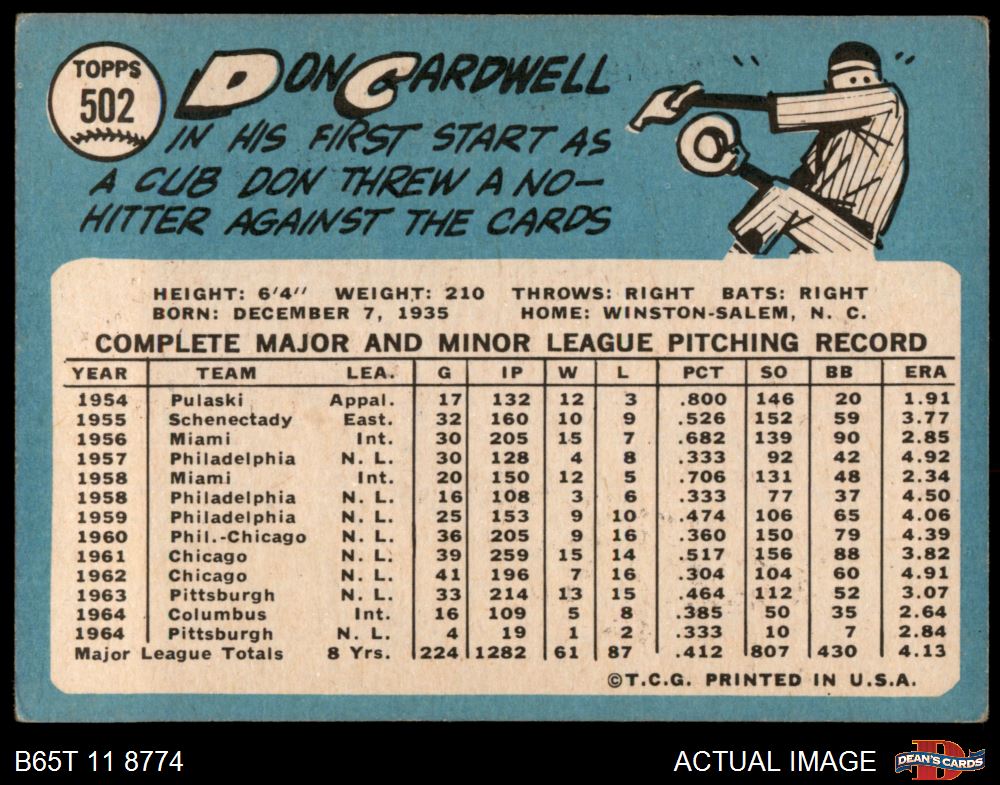 TOPPS
502
DON CARDWELL
IN HIS FIRST START AS
A CUB DON THREW A NO-
HITTER AGAINST THE CARDS
HEIGHT: 6'4" WEIGHT: 210 THROWS: RIGHT BATS: RIGHT
BORN: DECEMBER 7, 1935 HOME: WINSTON-SALEM, N. C.
COMPLETE MAJOR AND MINOR LEAGUE PITCHING RECORD
YEAR TEAM LEA. G IP W L PCT SO BB ERA
1954 Pulaski Appal. 17 132 12 3 .800 146 20 1.91
1955 Schenectady East. 32 160 10 9 .526 152 59 3.77
1956 Miami Int. 30 205 15 7 .682 139 90 2.85
1957 Philadelphia N. L. 30 128 4 8 .333 92 42 4.92
1958 Miami Int. 20 150 12 5 .706 131 48 2.34
1958 Philadelphia N. L. 16 108 3 6 .333 77 37 4.50
1959 Philadelphia N. L. 25 153 9 10 .474 106 65 4.06
1960 Phil.-Chicago N. L. 36 205 9 16 .360 150 79 4.39
1961 Chicago N. L. 39 259 15 14 .517 156 88 3.82
1962 Chicago N. L. 41 196 7 16 .304 104 60 4.91
1963 Pittsburgh N. L. 33 214 13 15 .464 112 52 3.07
1964 Columbus Int. 16 109 5 8 .385 50 35 2.64
1964 Pittsburgh N. L. 4 19 1 2 .333 10 7 2.84
Major League Totals 8 Yrs. 224 1282 61 87 .412 807 430 4.13
©T.C.G. PRINTED IN U.S.A.
B65T 11 8774 ACTUAL IMAGE DEAN'S CARDS